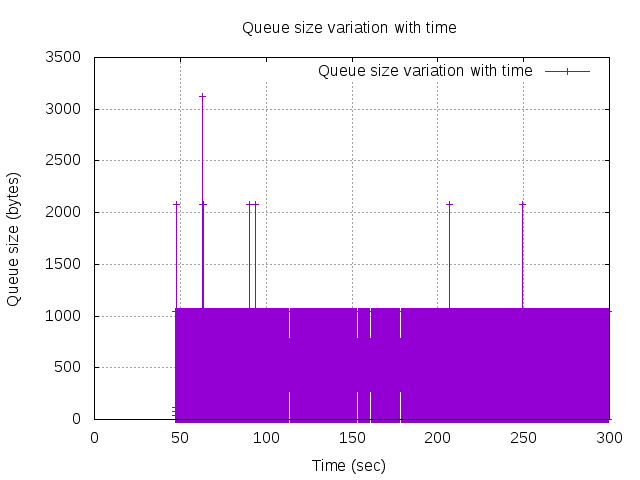 Queue size variation with time
Queue size variation with time
3500
3000
2500
2000
1500
1000
500
0
Queue size (bytes)
0 50 100 150 200 250 300
Time (sec)